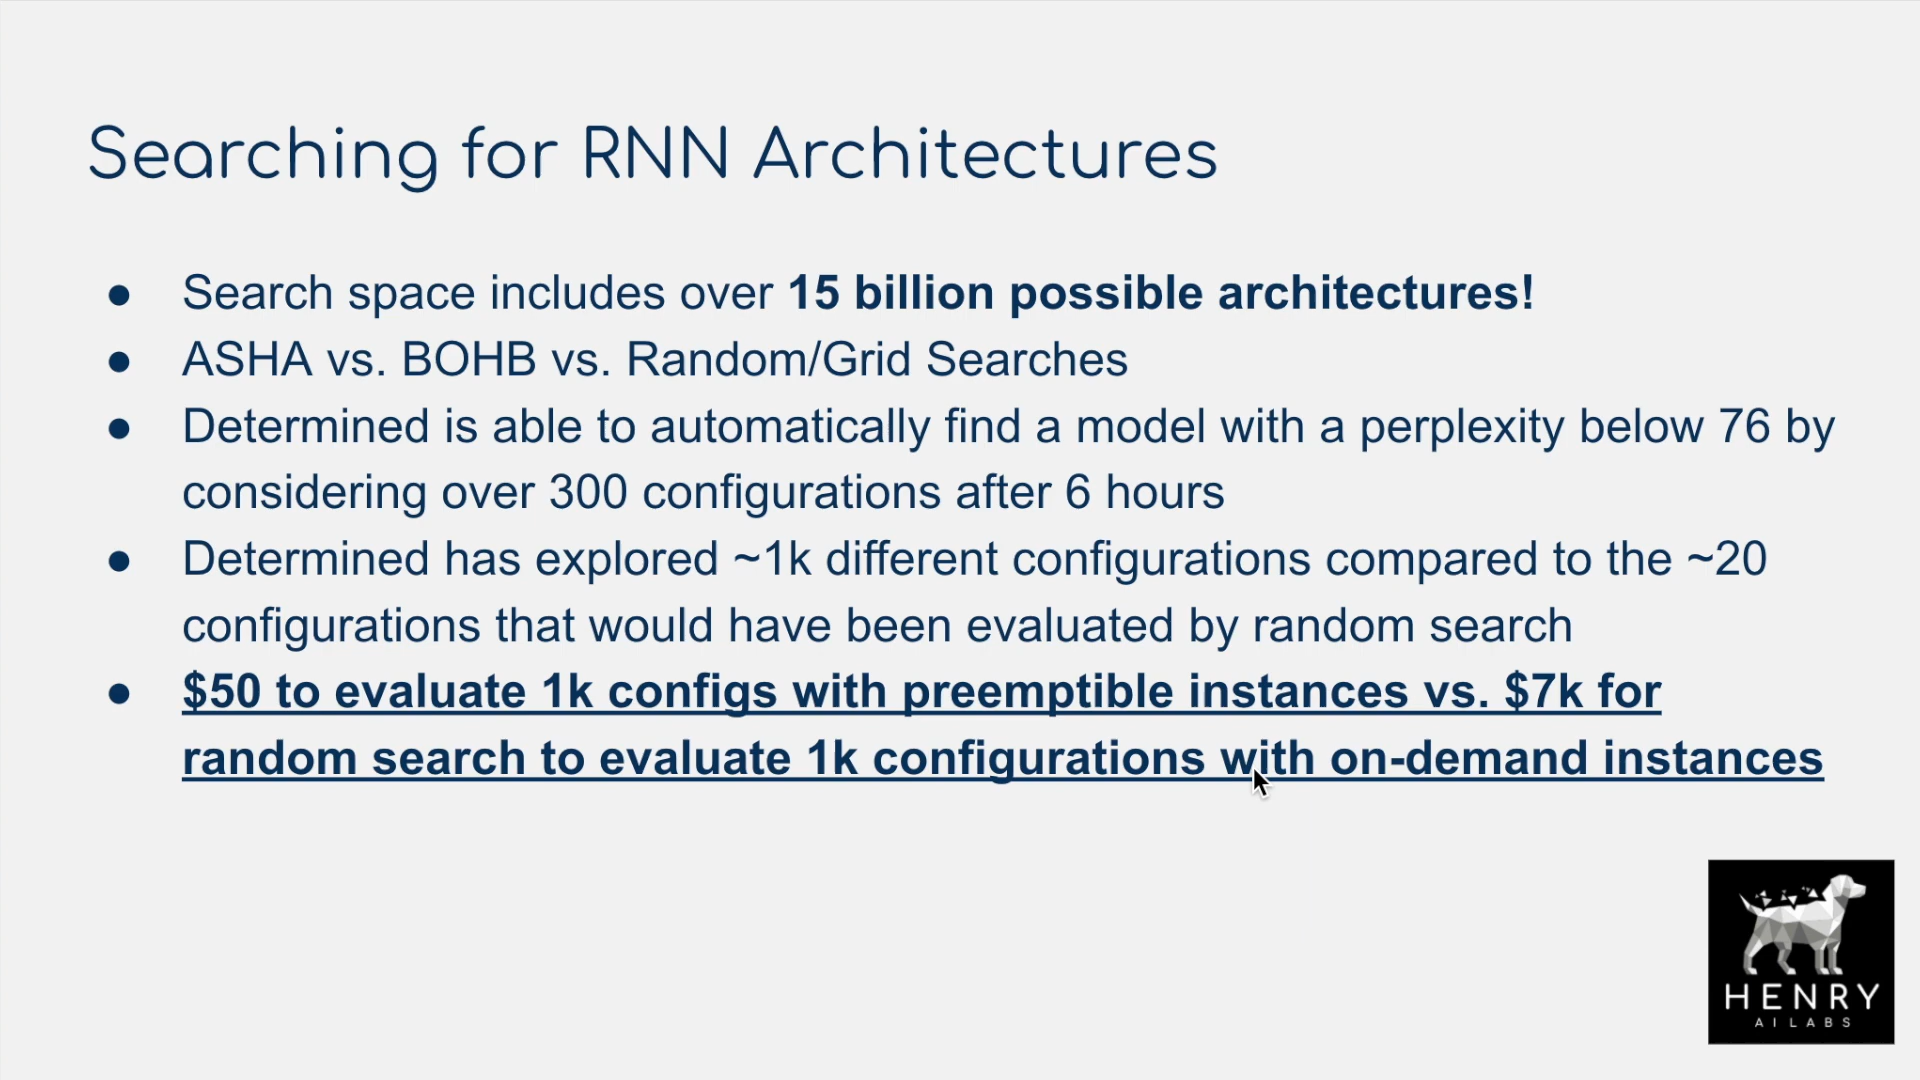 Searching for RNN Architectures
● Search space includes over 15 billion possible architectures!
● ASHA vs. BOHB vs. Random/Grid Searches
● Determined is able to automatically find a model with a perplexity below 76 by
considering over 300 configurations after 6 hours
● Determined has explored ~1k different configurations compared to the ~20
configurations that would have been evaluated by random search
● $50 to evaluate 1k configs with preemptible instances vs. $7k for
random search to evaluate 1k configurations with on-demand instances
HENRY
AI LABS